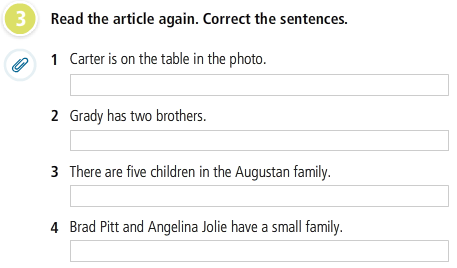 3 Read the article again. Correct the sentences.
1 Carter is on the table in the photo.
2 Grady has two brothers.
3 There are five children in the Augustan family.
4 Brad Pitt and Angelina Jolie have a small family.